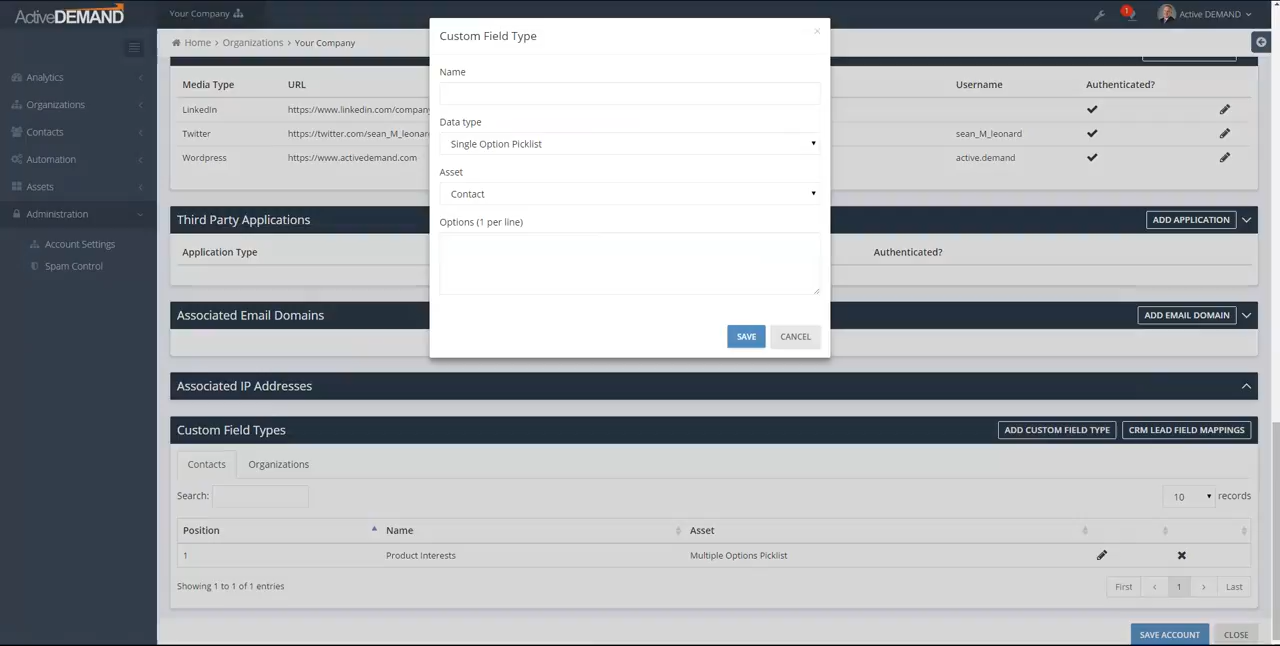 ActiveDEMAND
Your Company
1
Active DEMAND
Home > Organizations > Your Company
Analytics
Organizations
Contacts
Automation
Assets
Administration
Account Settings
Spam Control
Custom Field Type
×
Name
Data type
Single Option Picklist
Asset
Contact
Options (1 per line)
SAVE
CANCEL
Media Type URL Username Authenticated?
LinkedIn https://www.linkedin.com/company
Twitter https://twitter.com/sean_M_leonar sean_M_leonard
Wordpress https://www.activedemand.com active.demand
Third Party Applications ADD APPLICATION
Application Type Authenticated?
Associated Email Domains ADD EMAIL DOMAIN
Associated IP Addresses
Custom Field Types ADD CUSTOM FIELD TYPE CRM LEAD FIELD MAPPINGS
Contacts Organizations
Search: 10 records
Position Name Asset
1 Product Interests Multiple Options Picklist
Showing 1 to 1 of 1 entries First < 1 > Last
SAVE ACCOUNT CLOSE